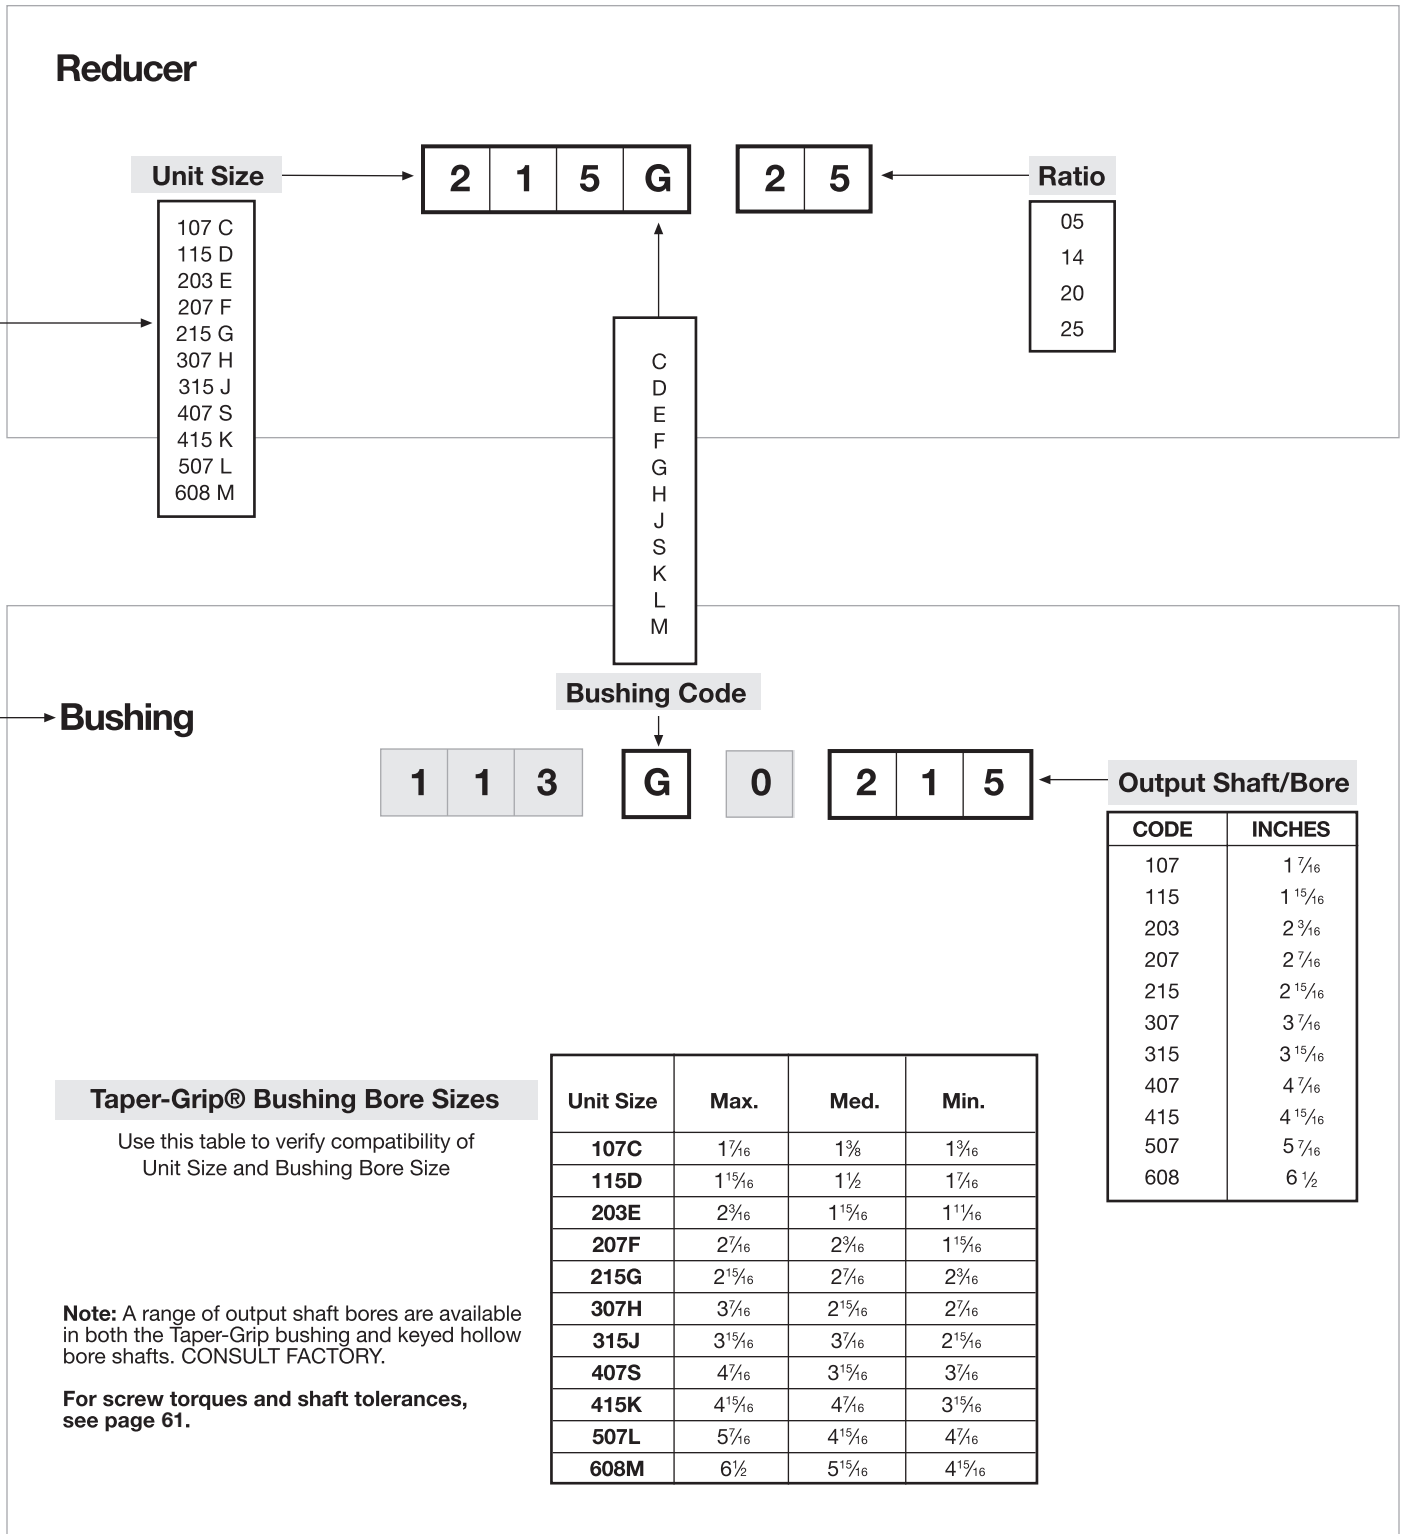 Reducer
Unit Size
2 1 5 G 2 5
Ratio
107 C
115 D
203 E
207 F
215 G
307 H
315 J
407 S
415 K
507 L
608 M
05
14
20
25
C
D
E
F
G
H
J
S
K
L
M
Bushing Code
Bushing
1 1 3 G 0 2 1 5
Output Shaft/Bore
CODE INCHES
107 1 7/16
115 1 15/16
203 2 3/16
207 2 7/16
215 2 15/16
307 3 7/16
315 3 15/16
407 4 7/16
415 4 15/16
507 5 7/16
608 6 1/2
Taper-Grip® Bushing Bore Sizes
Use this table to verify compatibility of
Unit Size and Bushing Bore Size
Unit Size Max. Med. Min.
107C 1 7/16 1 3/8 1 3/16
115D 1 15/16 1 1/2 1 7/16
203E 2 3/16 1 15/16 1 11/16
207F 2 7/16 2 3/16 1 15/16
215G 2 15/16 2 7/16 2 3/16
307H 3 7/16 2 15/16 2 7/16
315J 3 15/16 3 7/16 2 15/16
407S 4 7/16 3 15/16 3 7/16
415K 4 15/16 4 7/16 3 15/16
507L 5 7/16 4 15/16 4 7/16
608M 6 1/2 5 15/16 4 15/16
Note: A range of output shaft bores are available
in both the Taper-Grip bushing and keyed hollow
bore shafts. CONSULT FACTORY.
For screw torques and shaft tolerances,
see page 61.